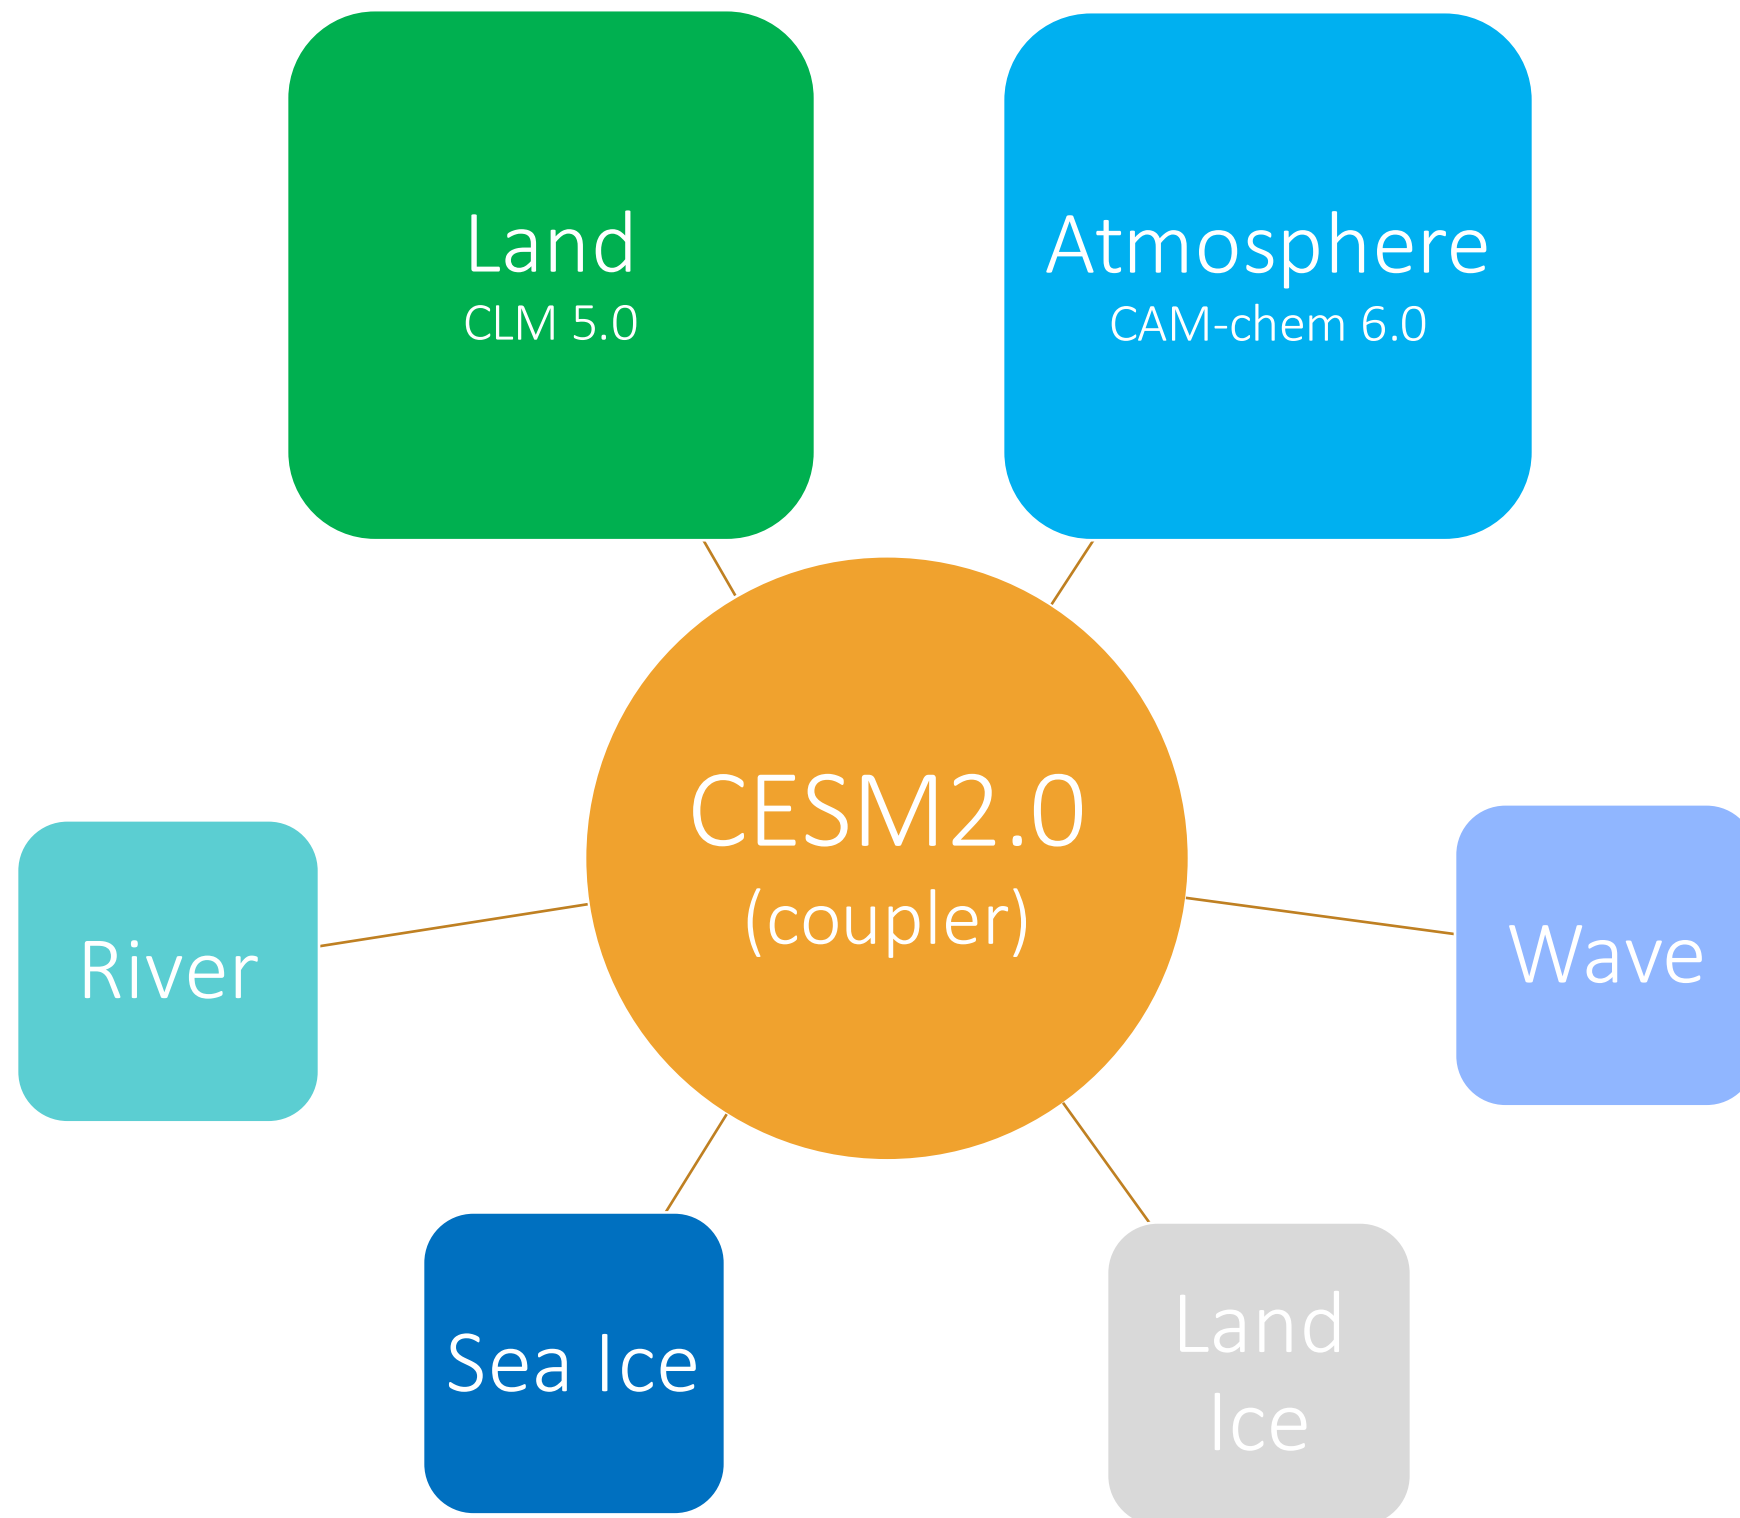 Land
CLM 5.0
Atmosphere
CAM-chem 6.0
CESM2.0
(coupler)
River
Wave
Sea Ice
Land
Ice